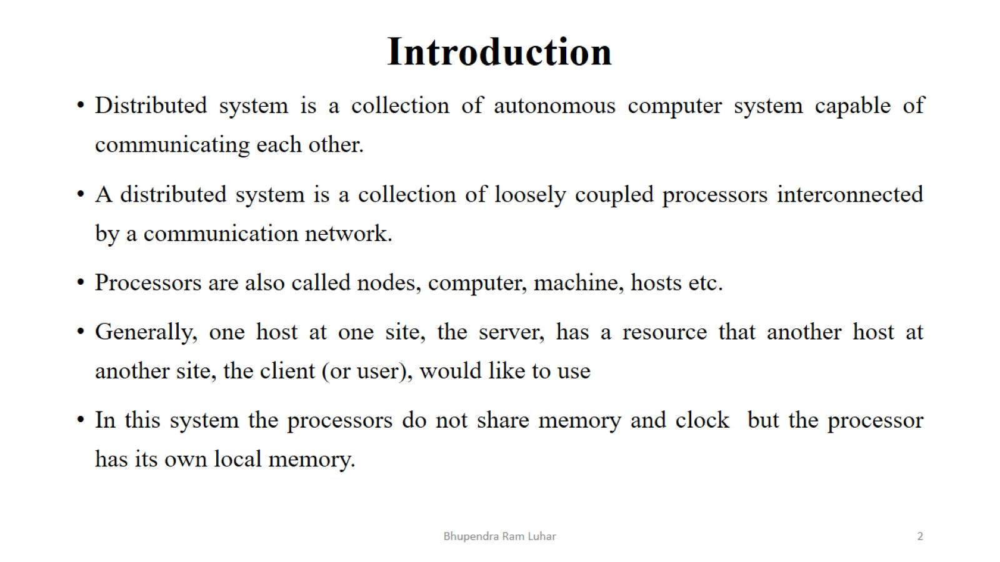 Introduction
• Distributed system is a collection of autonomous computer system capable of
communicating each other.
• A distributed system is a collection of loosely coupled processors interconnected
by a communication network.
• Processors are also called nodes, computer, machine, hosts etc.
• Generally, one host at one site, the server, has a resource that another host at
another site, the client (or user), would like to use
• In this system the processors do not share memory and clock  but the processor
has its own local memory.
Bhupendra Ram Luhar
2